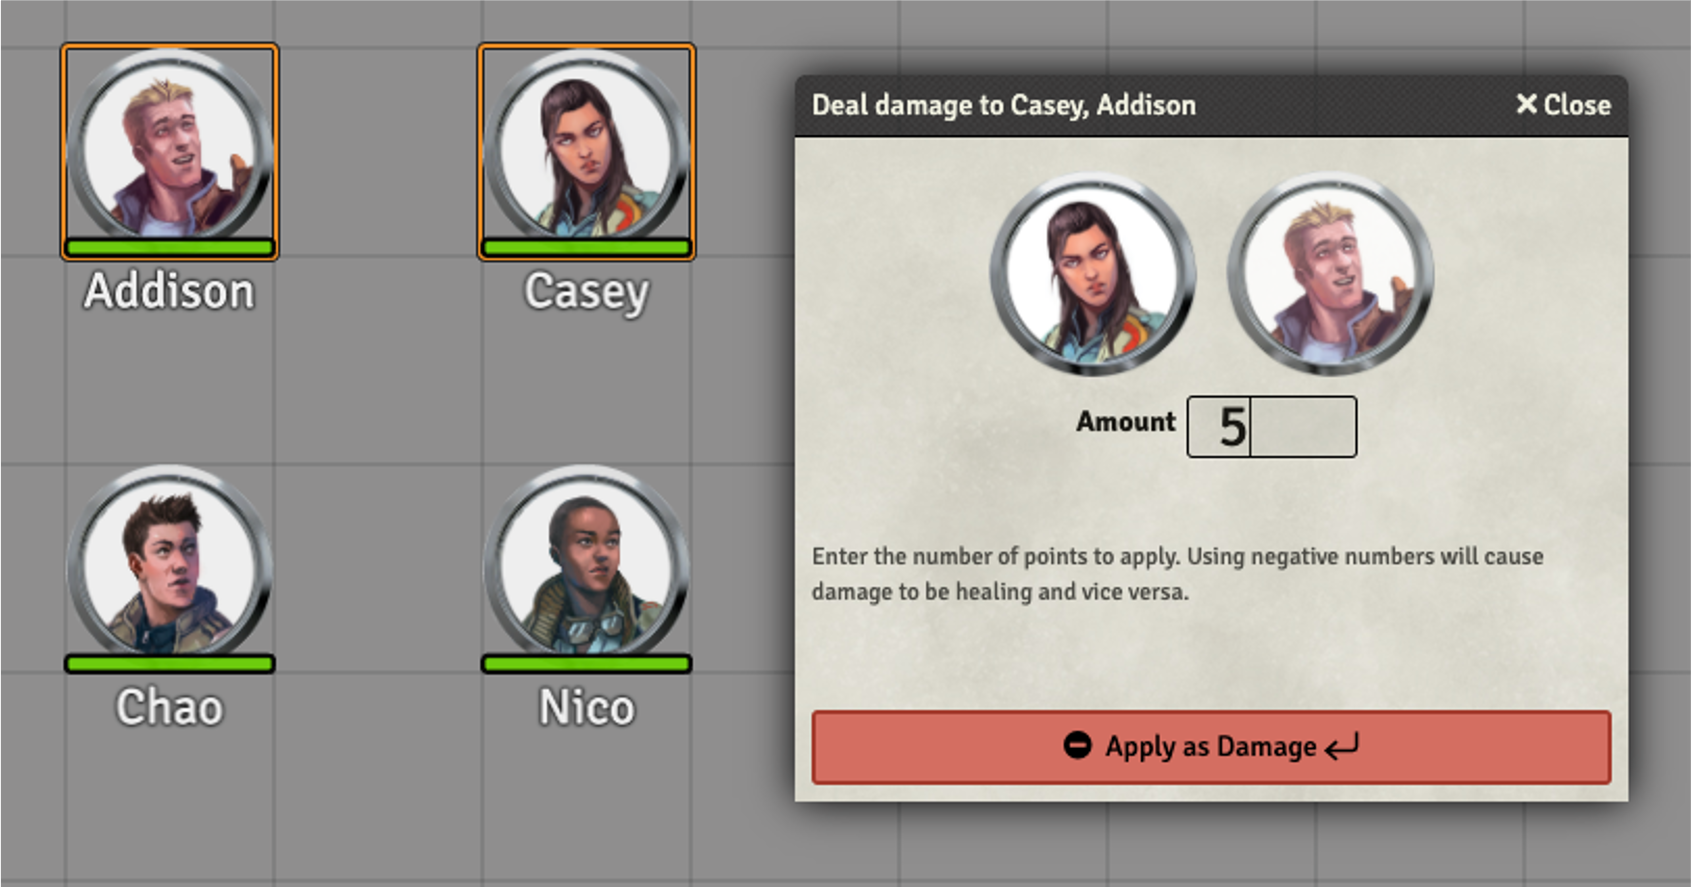 Addison
Casey
Chao
Nico
Deal damage to Casey, Addison
Close
Amount 5
Enter the number of points to apply. Using negative numbers will cause
damage to be healing and vice versa.
Apply as Damage